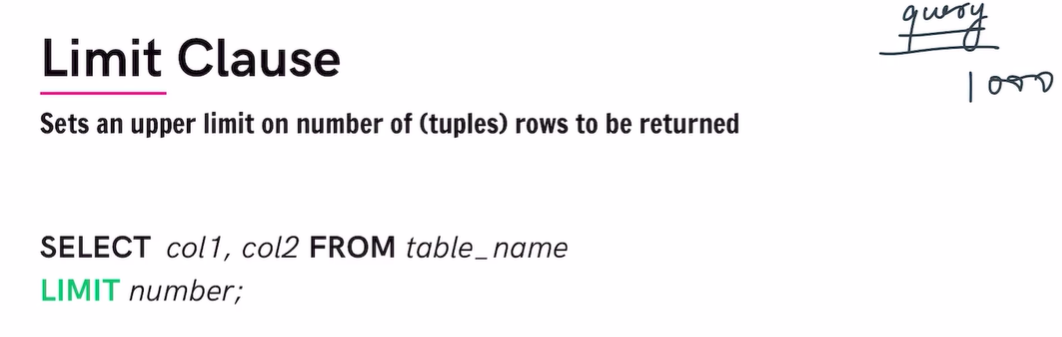 query
1000
Limit Clause
Sets an upper limit on number of (tuples) rows to be returned
SELECT col1, col2 FROM table_name
LIMIT number;